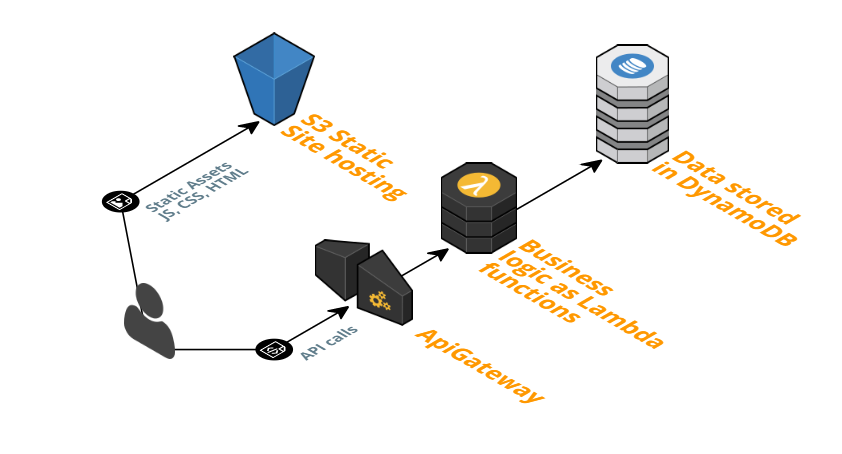 S3 Static
Site hosting
Static Assets
JS, CSS, HTML
Data stored
in DynamoDB
λ
Business
logic as Lambda
functions
API calls
ApiGateway